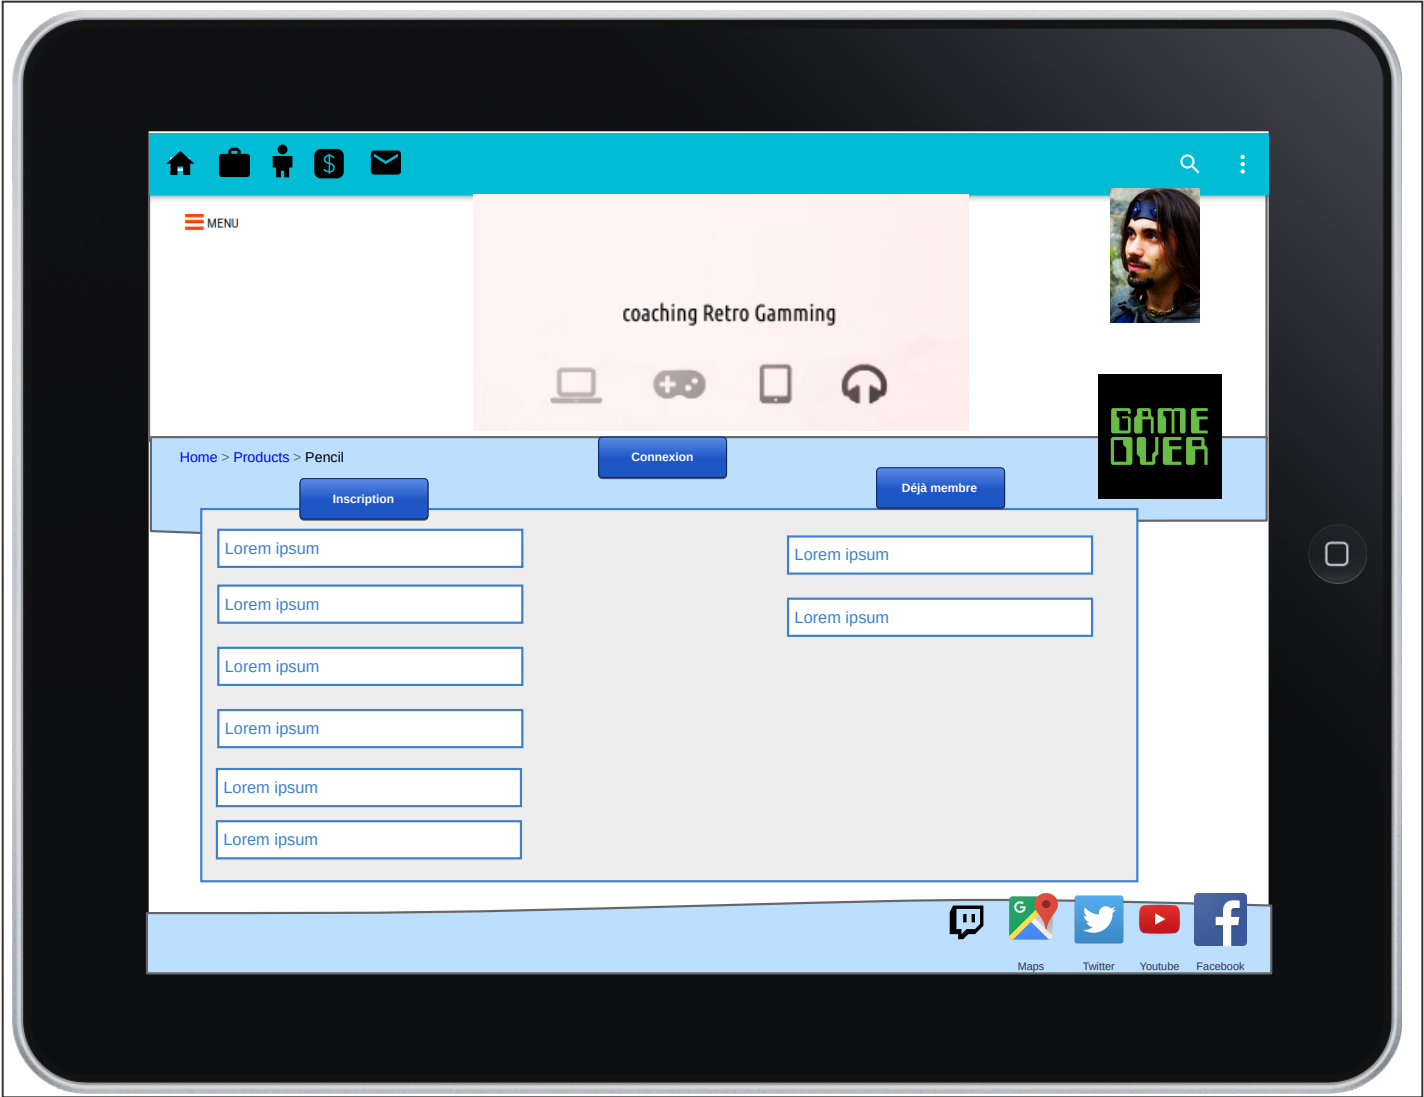 MENU
coaching Retro Gamming
GAME
OVER
Home > Products > Pencil
Connexion
Déjà membre
Inscription
Lorem ipsum
Lorem ipsum
Lorem ipsum
Lorem ipsum
Lorem ipsum
Lorem ipsum
Lorem ipsum
Lorem ipsum
Maps
Twitter
Youtube
Facebook